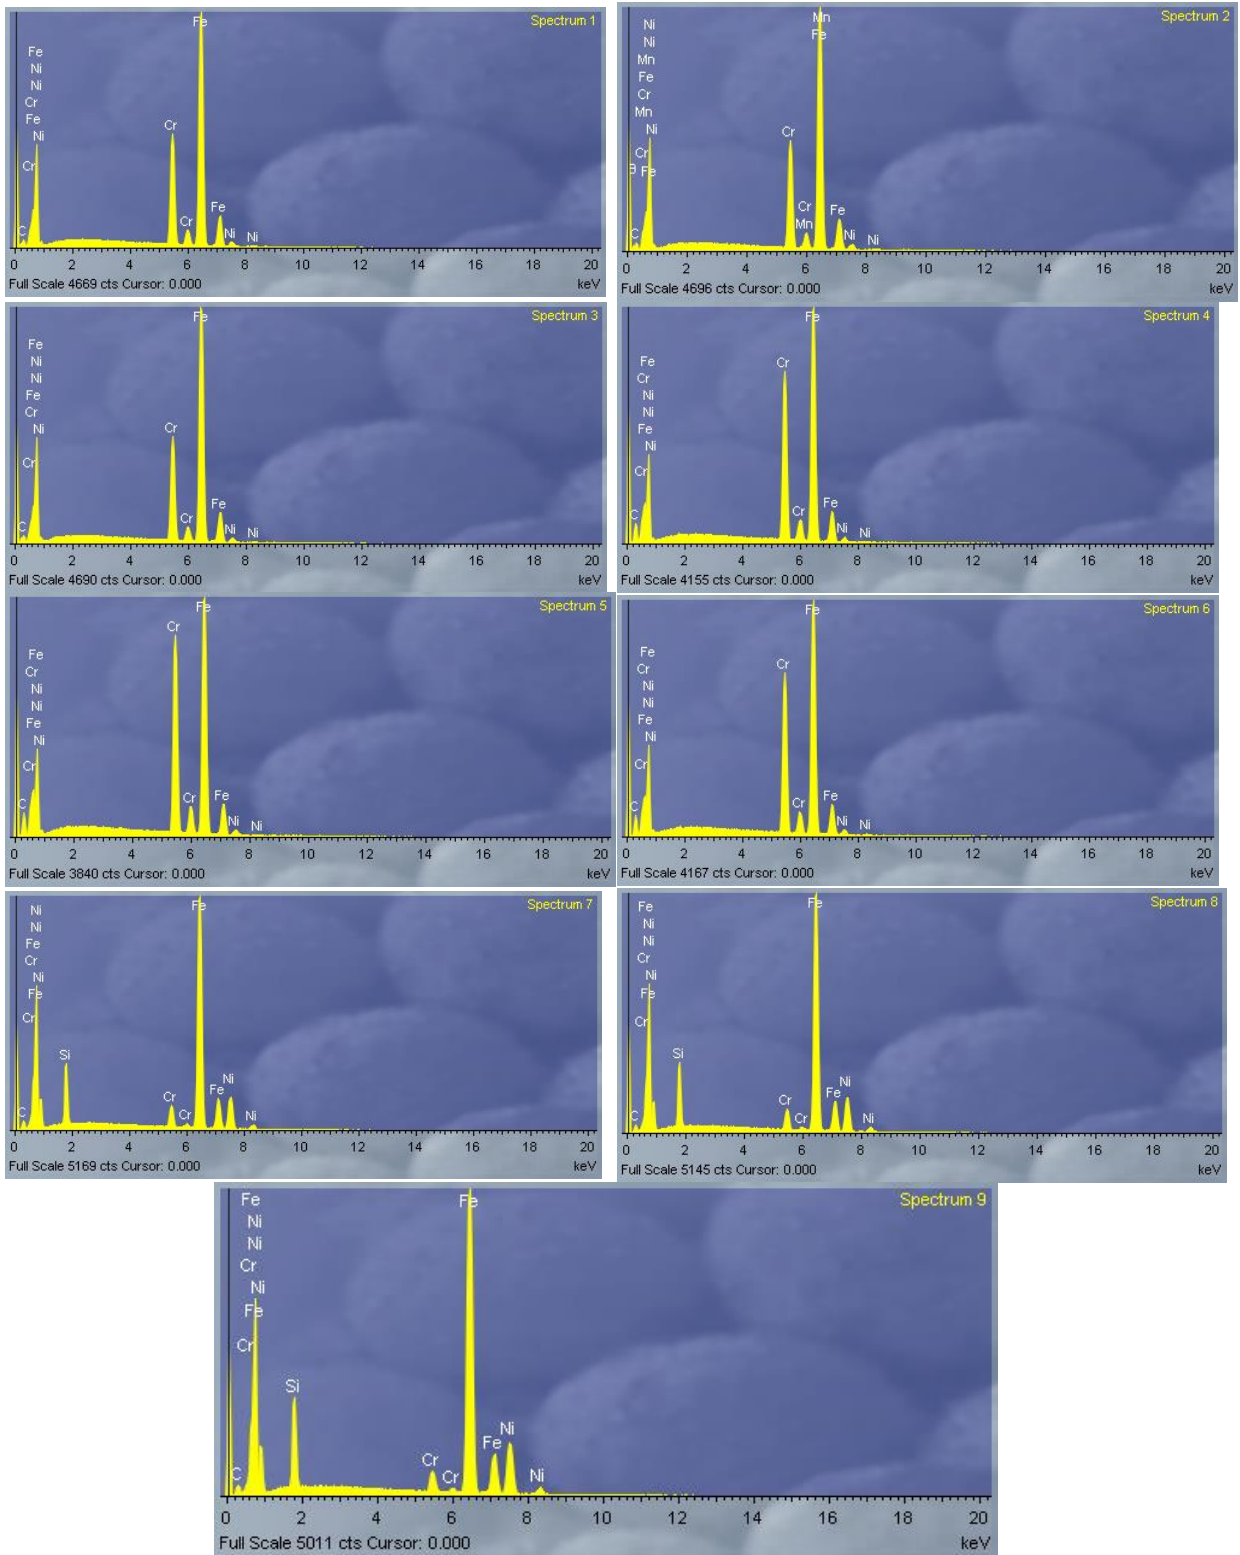 Spectrum 1
Fe
Fe
Ni
Ni
Cr
Fe
Ni
Cr
Cr
Fe
Cr
C
Ni
Ni
0 2 4 6 8 10 12 14 16 18 20
Full Scale 4669 cts Cursor: 0.000 keV
Spectrum 2
Mn
Ni
Fe
Ni
Mn
Fe
Cr
Mn
Ni
Cr
Cr
B
Fe
Cr
Fe
Mn
C
Ni
Ni
0 2 4 6 8 10 12 14 16 18 20
Full Scale 4696 cts Cursor: 0.000 keV
Spectrum 3
Fe
Fe
Ni
Ni
Fe
Cr
Ni
Cr
Cr
Fe
Cr
C
Ni
Ni
0 2 4 6 8 10 12 14 16 18 20
Full Scale 4690 cts Cursor: 0.000 keV
Spectrum 4
Fe
Fe
Cr
Cr
Ni
Ni
Fe
Ni
Cr
C
Cr
Fe
Ni
Ni
0 2 4 6 8 10 12 14 16 18 20
Full Scale 4155 cts Cursor: 0.000 keV
Spectrum 5
Fe
Cr
Fe
Cr
Ni
Ni
Fe
Ni
Cr
C
Cr
Fe
Ni
Ni
0 2 4 6 8 10 12 14 16 18 20
Full Scale 3840 cts Cursor: 0.000 keV
Spectrum 6
Fe
Fe
Cr
Cr
Ni
Ni
Fe
Ni
Cr
C
Cr
Fe
Ni
Ni
0 2 4 6 8 10 12 14 16 18 20
Full Scale 4167 cts Cursor: 0.000 keV
Spectrum 7
Fe
Ni
Ni
Fe
Cr
Ni
Fe
Cr
Si
Ni
Cr
Fe
C
Cr
Ni
0 2 4 6 8 10 12 14 16 18 20
Full Scale 5169 cts Cursor: 0.000 keV
Spectrum 8
Fe
Fe
Ni
Ni
Cr
Ni
Fe
Cr
Si
Ni
Cr
Fe
C
Cr
Ni
0 2 4 6 8 10 12 14 16 18 20
Full Scale 5145 cts Cursor: 0.000 keV
Spectrum 9
Fe
Fe
Ni
Ni
Cr
Ni
Fe
Cr
Si
Ni
Fe
Cr
C
Cr
Ni
0 2 4 6 8 10 12 14 16 18 20
Full Scale 5011 cts Cursor: 0.000 keV